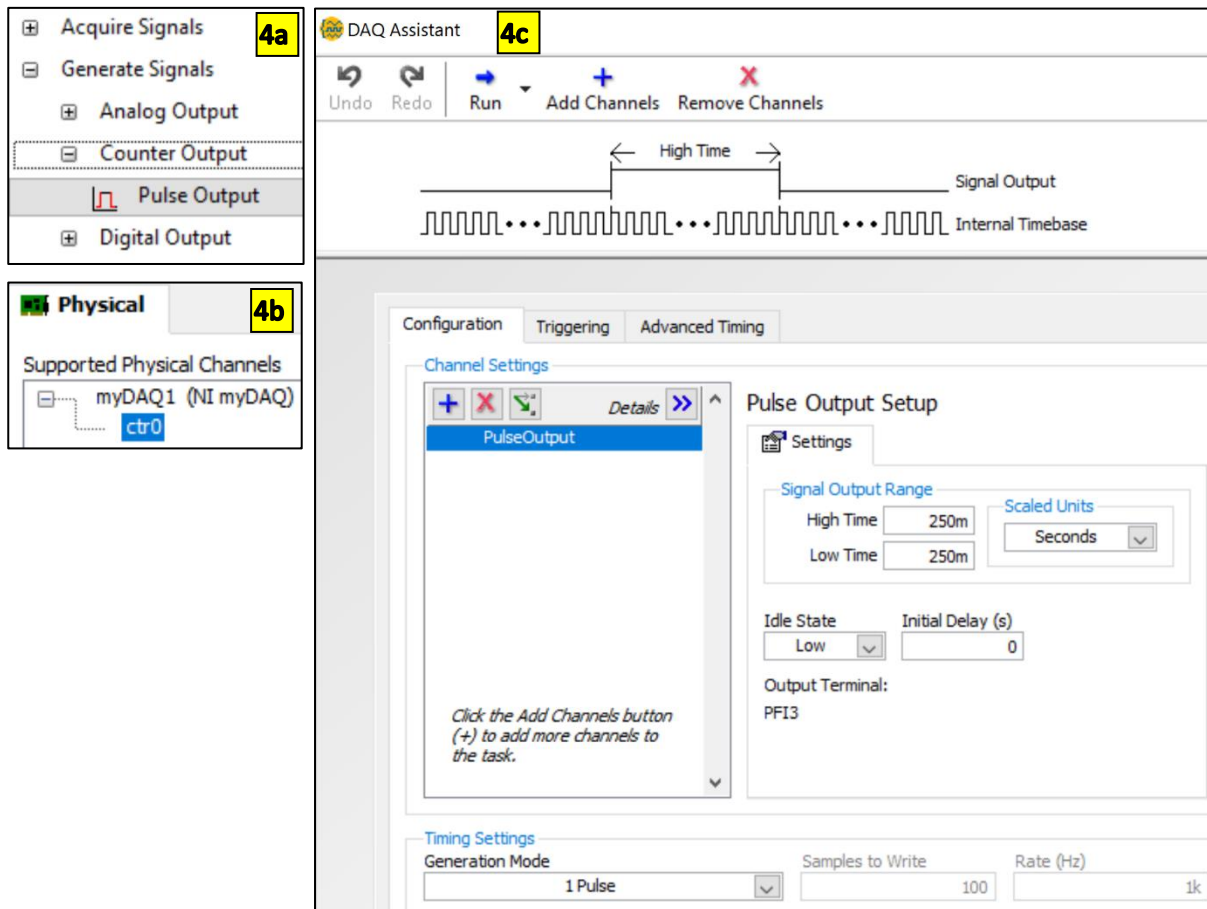 Acquire Signals
4a
Generate Signals
Analog Output
Counter Output
Pulse Output
Digital Output
Physical
4b
Supported Physical Channels
myDAQ1 (NI myDAQ)
ctr0
DAQ Assistant
4c
Undo Redo Run Add Channels Remove Channels
High Time
Signal Output
Internal Timebase
Configuration Triggering Advanced Timing
Channel Settings
Details
PulseOutput
Click the Add Channels button
(+) to add more channels to
the task.
Pulse Output Setup
Settings
Signal Output Range
High Time 250m
Low Time 250m
Scaled Units
Seconds
Idle State Initial Delay (s)
Low 0
Output Terminal:
PFI3
Timing Settings
Generation Mode Samples to Write Rate (Hz)
1 Pulse 100 1k